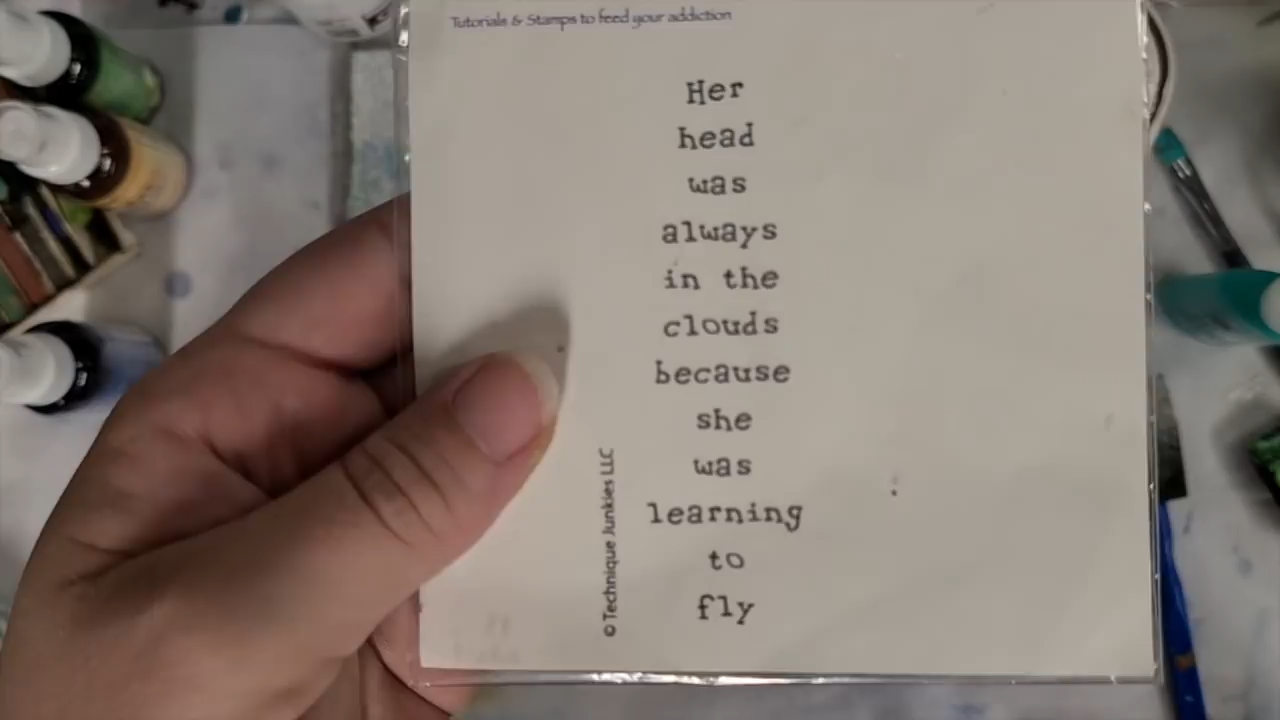 Tutorials & Stamps to feed your addiction
Her
head
was
always
in the
clouds
because
she
was
learning
to
fly
© Technique Junkies LLC